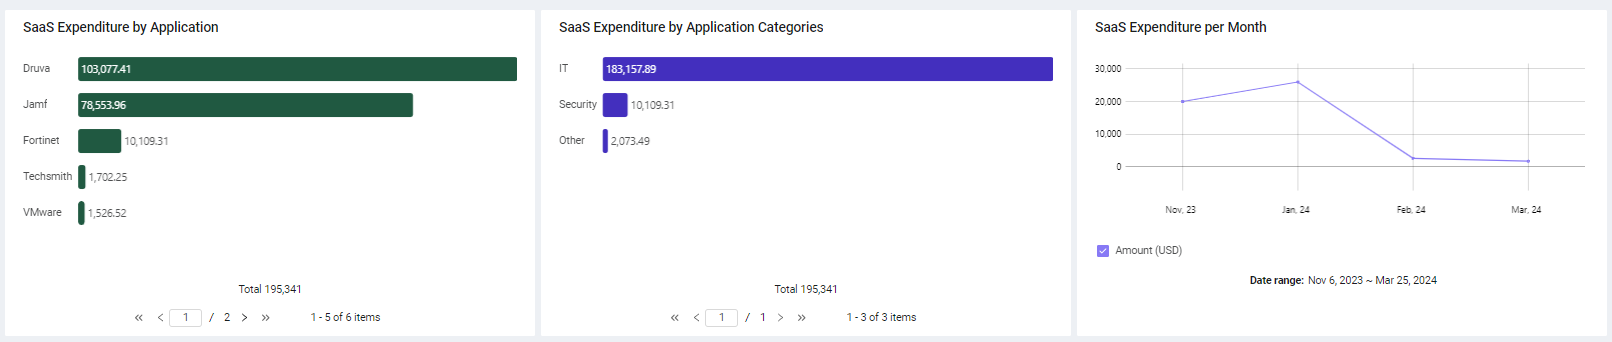 SaaS Expenditure by Application
Druva 103,077.41
Jamf 78,553.96
Fortinet 10,109.31
Techsmith 1,702.25
VMware 1,526.52
Total 195,341
« < 1 / 2 > » 1 - 5 of 6 items
SaaS Expenditure by Application Categories
IT 183,157.89
Security 10,109.31
Other 2,073.49
Total 195,341
« < 1 / 1 > » 1 - 3 of 3 items
SaaS Expenditure per Month
30,000
20,000
10,000
0
Nov, 23 Jan, 24 Feb, 24 Mar, 24
Amount (USD)
Date range: Nov 6, 2023 ~ Mar 25, 2024